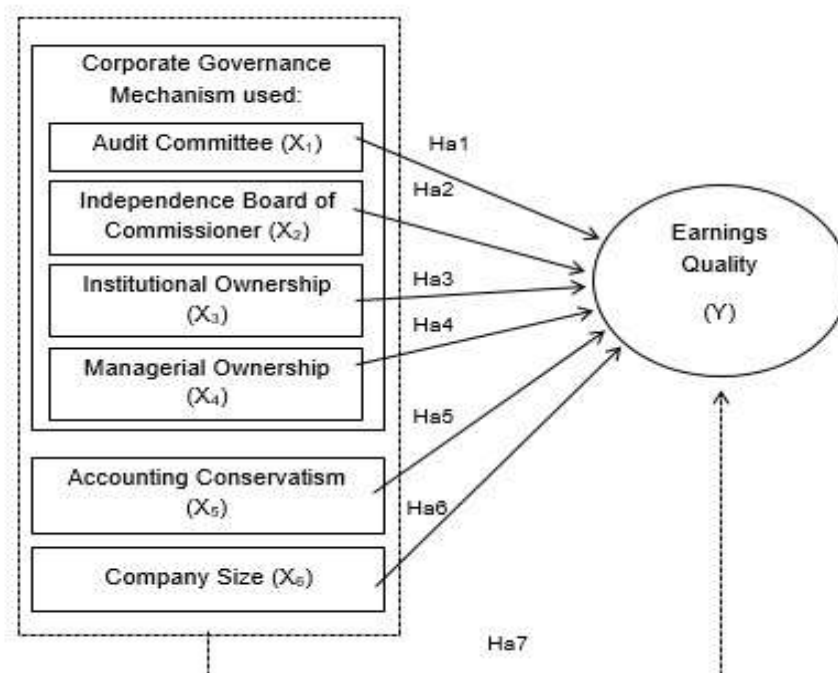 Corporate Governance
Mechanism used:
Audit Committee (X₁)
Independence Board of
Commissioner (X₂)
Institutional Ownership
(X₃)
Managerial Ownership
(X₄)
Accounting Conservatism
(X₅)
Company Size (X₆)
Ha1
Ha2
Ha3
Ha4
Ha5
Ha6
Ha7
Earnings
Quality
(Y)